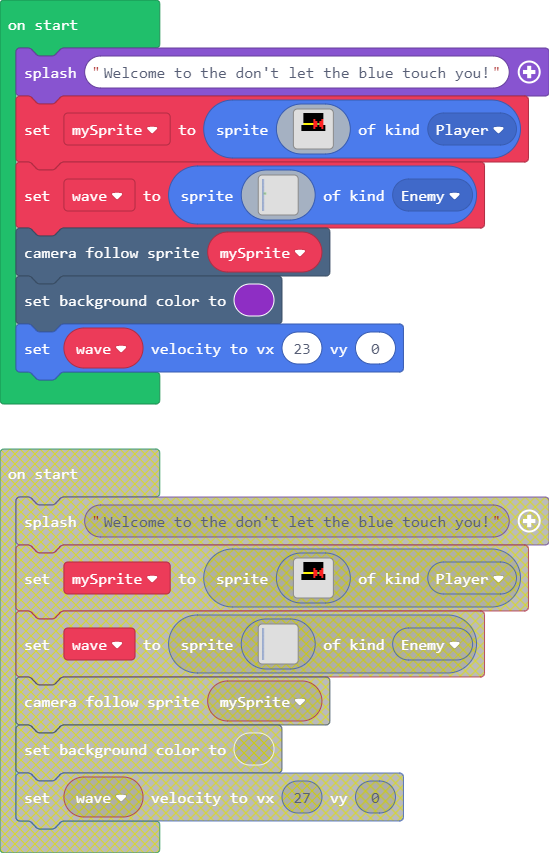 on start
splash "Welcome to the don't let the blue touch you!"
set mySprite to sprite of kind Player
set wave to sprite of kind Enemy
camera follow sprite mySprite
set background color to
set wave velocity to vx 23 vy 0
on start
splash "Welcome to the don't let the blue touch you!"
set mySprite to sprite of kind Player
set wave to sprite of kind Enemy
camera follow sprite mySprite
set background color to
set wave velocity to vx 27 vy 0